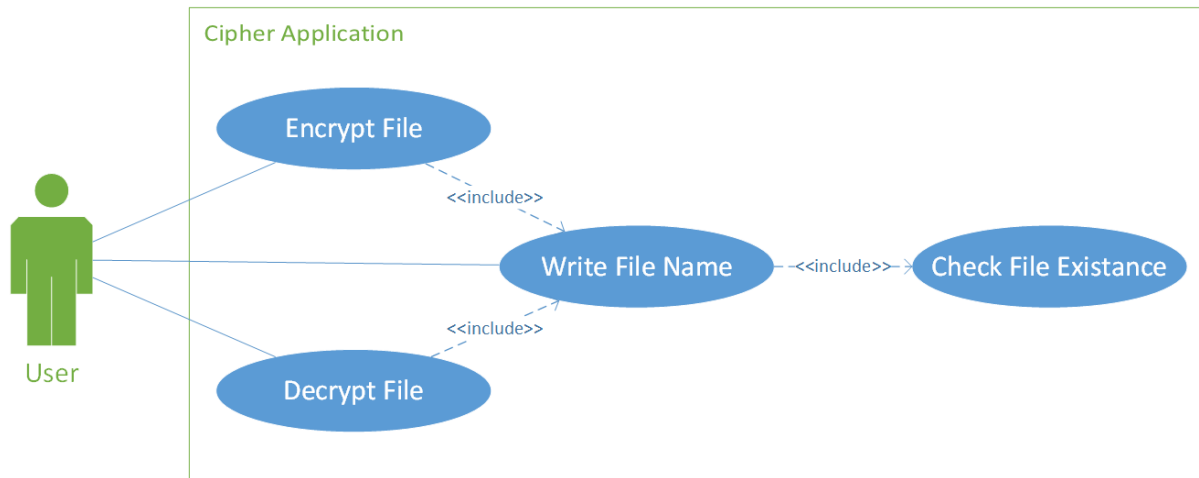 Cipher Application
Encrypt File
<<include>>
Write File Name
<<include>>
Check File Existance
<<include>>
User
Decrypt File